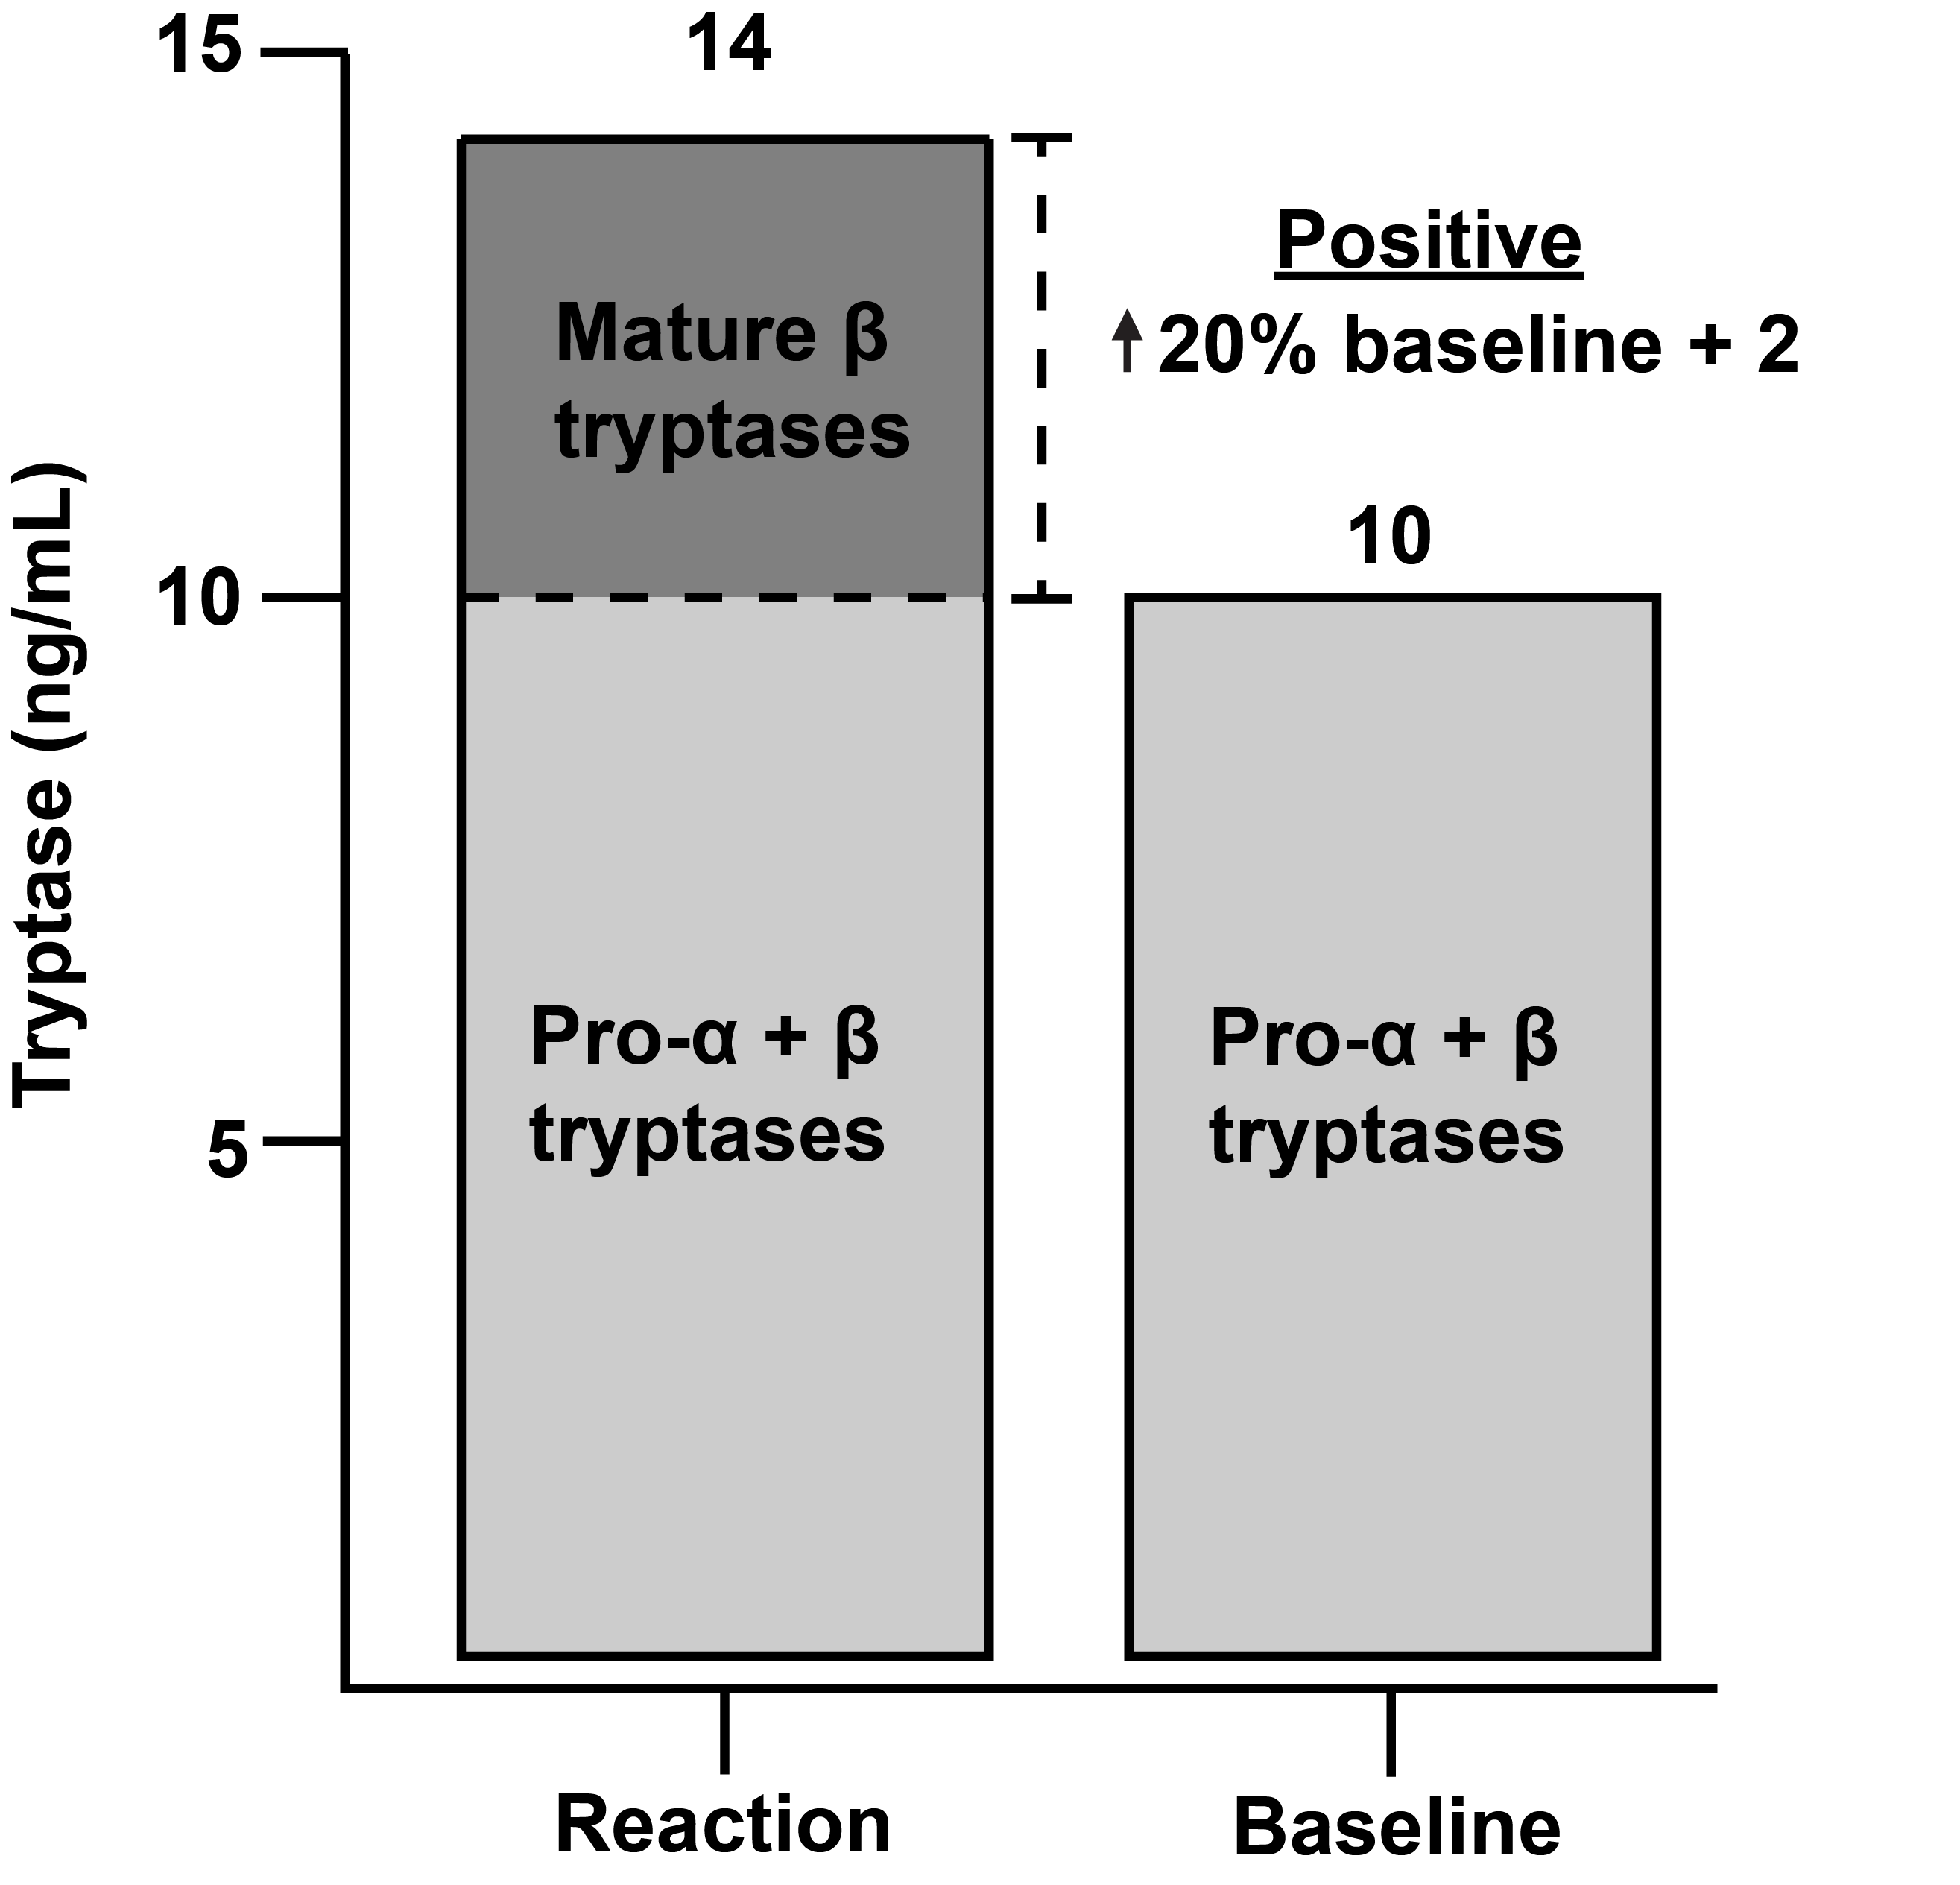 15
14
Positive
↑20% baseline + 2
Mature β
tryptases
10
10
Tryptase (ng/mL)
Pro-α + β
tryptases
Pro-α + β
tryptases
5
Reaction
Baseline